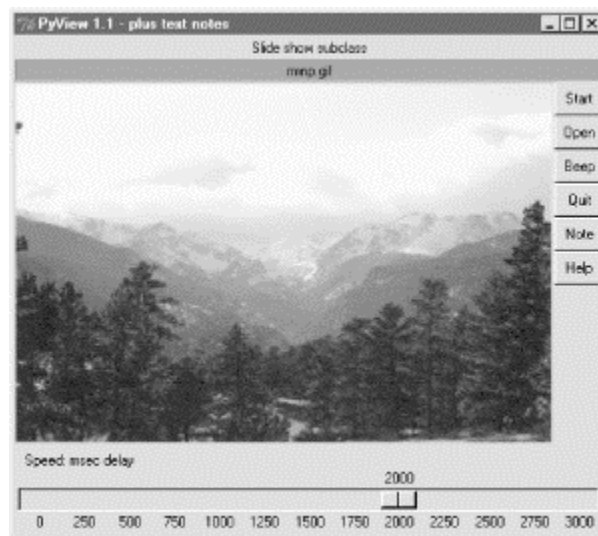 PyView 1.1 - plus text notes
Slide show subclass
rmnp.gif
Start
Open
Beep
Quit
Note
Help
Speed: msec delay
2000
0 250 500 750 1000 1250 1500 1750 2000 2250 2500 2750 3000